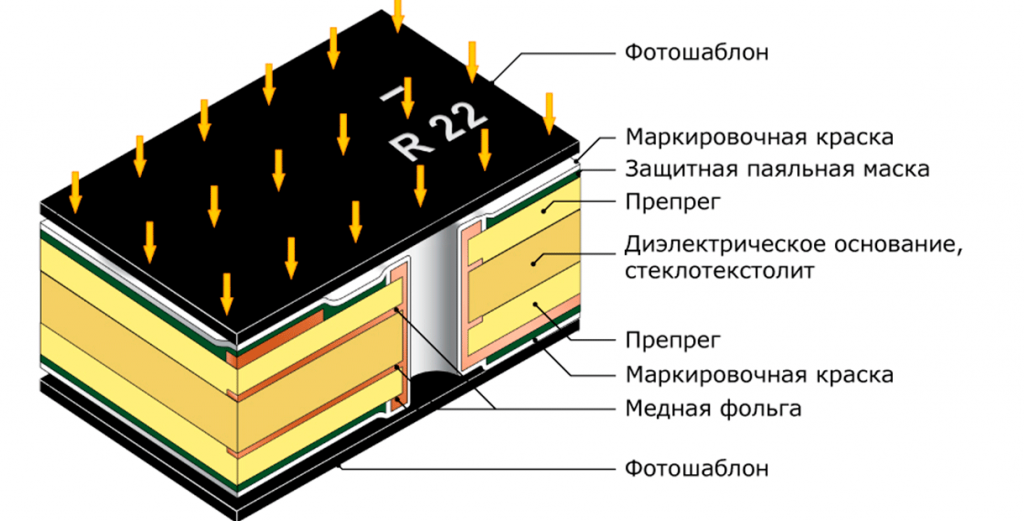 Фотошаблон
R 22
Маркировочная краска
Защитная паяльная маска
Препрег
Диэлектрическое основание,
стеклотекстолит
Препрег
Маркировочная краска
Медная фольга
Фотошаблон